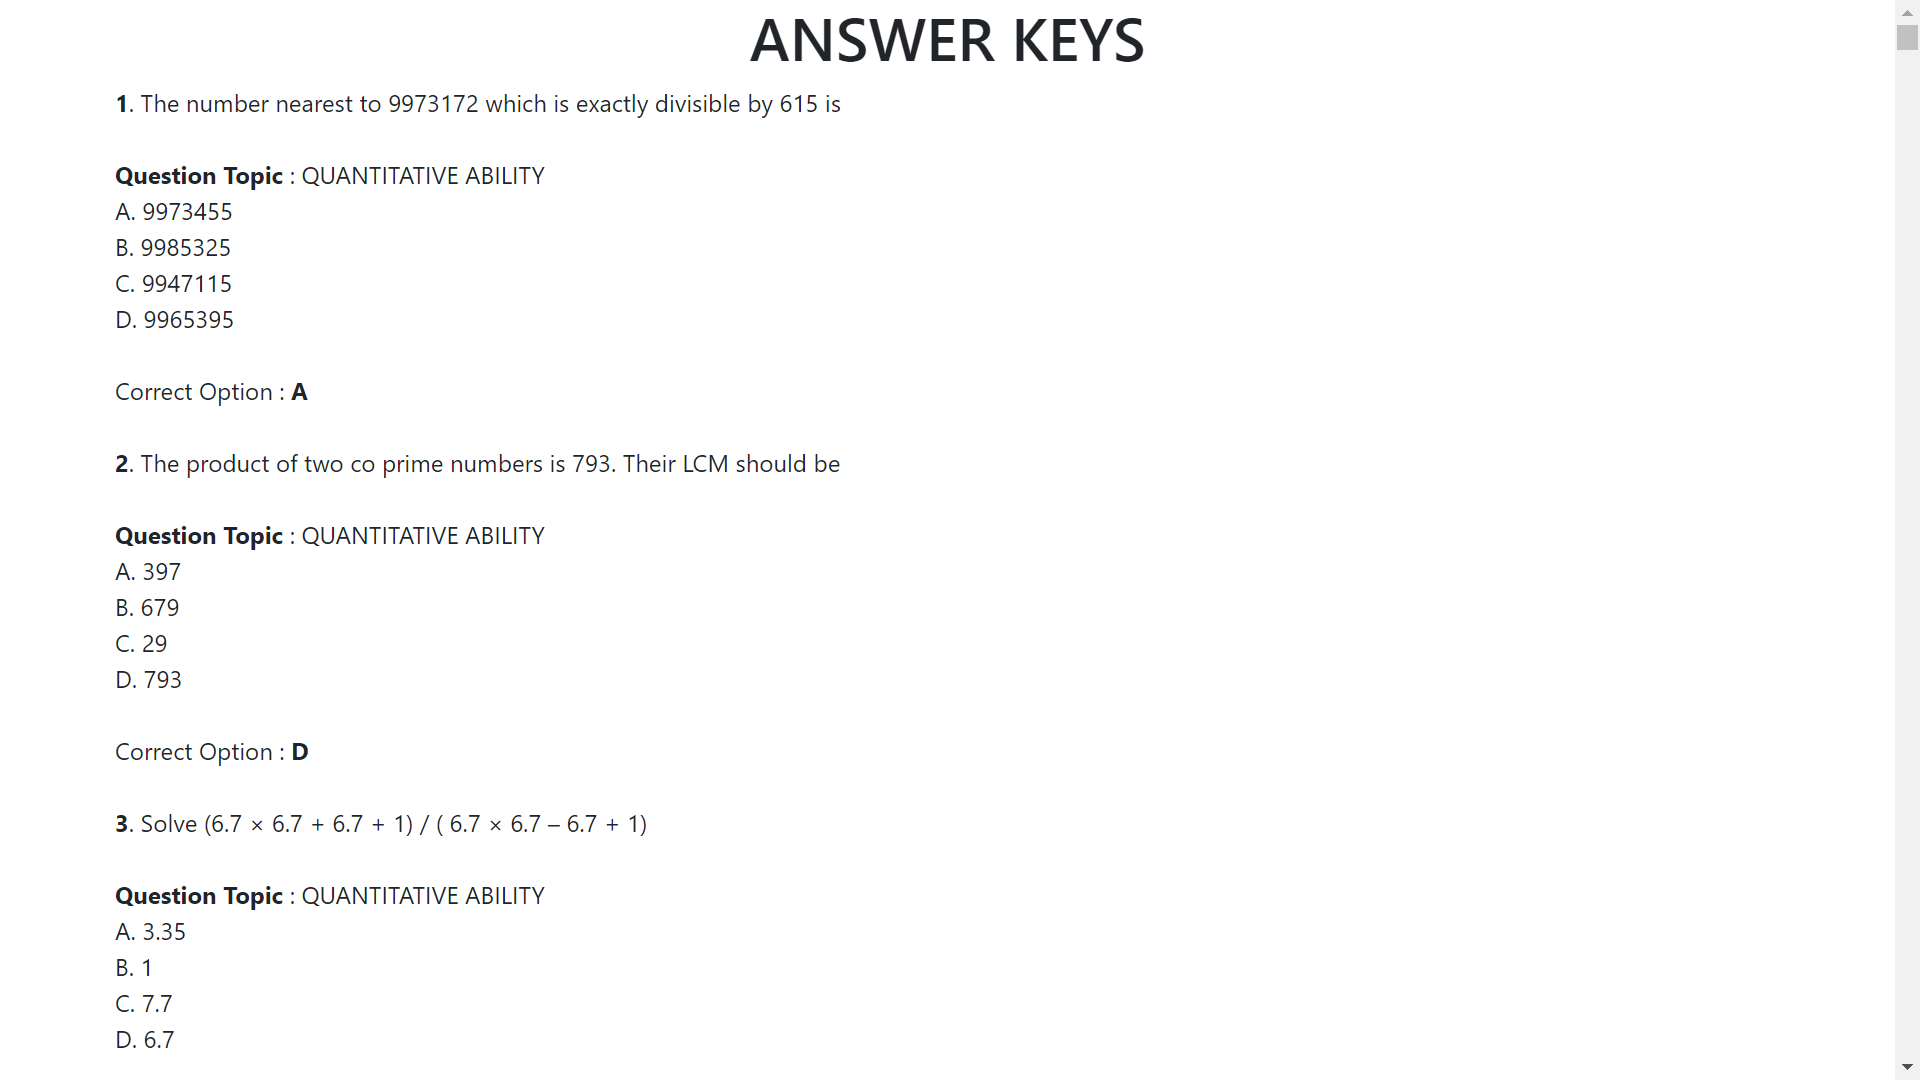 ANSWER KEYS
1. The number nearest to 9973172 which is exactly divisible by 615 is
Question Topic : QUANTITATIVE ABILITY
A. 9973455
B. 9985325
C. 9947115
D. 9965395
Correct Option : A
2. The product of two co prime numbers is 793. Their LCM should be
Question Topic : QUANTITATIVE ABILITY
A. 397
B. 679
C. 29
D. 793
Correct Option : D
3. Solve (6.7 × 6.7 + 6.7 + 1) / ( 6.7 × 6.7 – 6.7 + 1)
Question Topic : QUANTITATIVE ABILITY
A. 3.35
B. 1
C. 7.7
D. 6.7